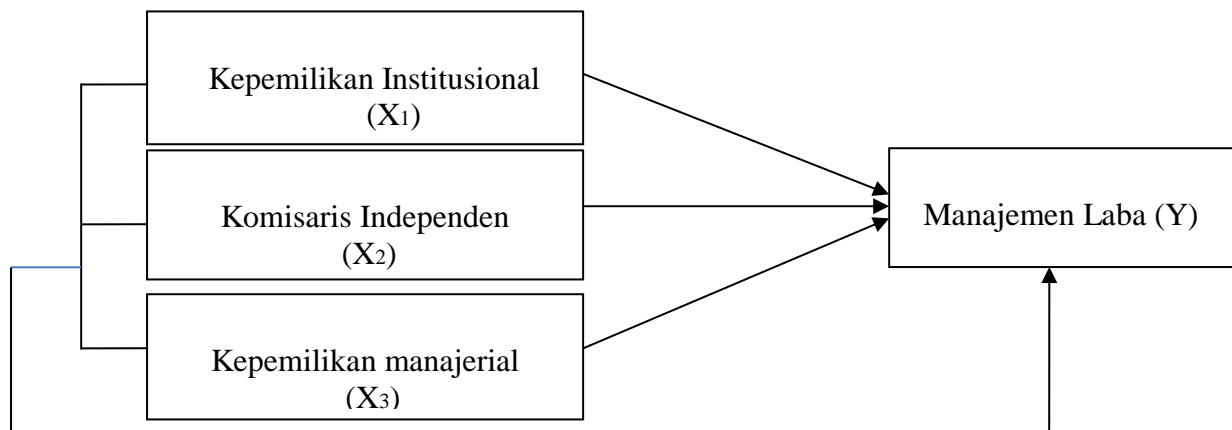 Kepemilikan Institusional
(X1)
Komisaris Independen
(X2)
Manajemen Laba (Y)
Kepemilikan manajerial
(X3)